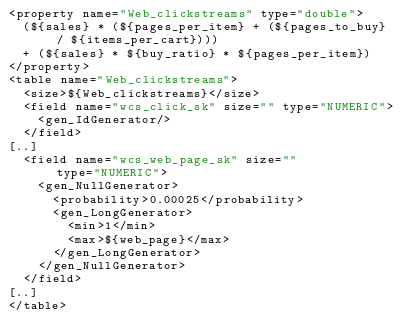 <property name="Web_clickstreams" type="double">
(${sales} * (${pages_per_item} + (${pages_to_buy}
/ ${items_per_cart})))
+ (${sales} * ${buy_ratio} * ${pages_per_item})
</property>
<table name="Web_clickstreams">
<size>${Web_clickstreams}</size>
<field name="wcs_click_sk" size="" type="NUMERIC">
<gen_IdGenerator/>
</field>
[..]
<field name="wcs_web_page_sk" size=""
type="NUMERIC">
<gen_NullGenerator>
<probability>0.00025</probability>
<gen_LongGenerator>
<min>1</min>
<max>${web_page}</max>
</gen_LongGenerator>
</gen_NullGenerator>
</field>
[..]
</table>